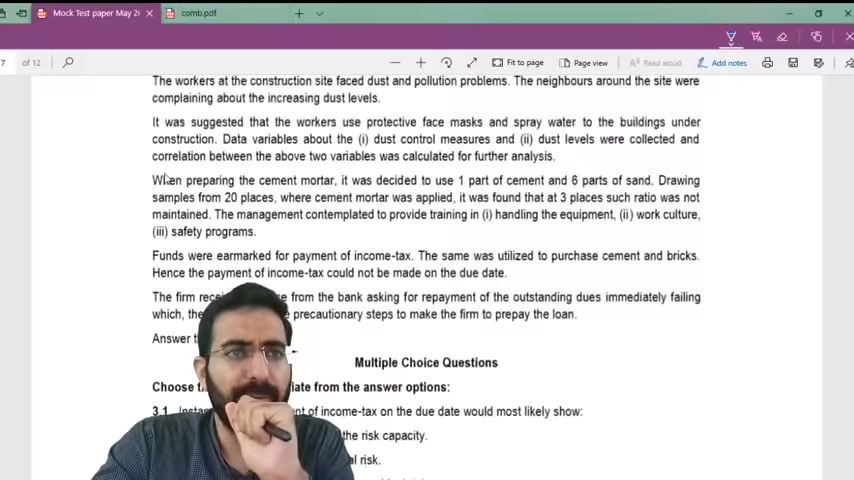 Mock Test paper May 2(
comb.pdf
7 of 12
Fit to page
Page view
Read aloud
Add notes
The workers at the construction site faced dust and pollution problems. The neighbours around the site were
complaining about the increasing dust levels.
It was suggested that the workers use protective face masks and spray water to the buildings under
construction. Data variables about the (i) dust control measures and (ii) dust levels were collected and
correlation between the above two variables was calculated for further analysis.
When preparing the cement mortar, it was decided to use 1 part of cement and 6 parts of sand. Drawing
samples from 20 places, where cement mortar was applied, it was found that at 3 places such ratio was not
maintained. The management contemplated to provide training in (i) handling the equipment, (ii) work culture,
(iii) safety programs.
Funds were earmarked for payment of income-tax. The same was utilized to purchase cement and bricks.
Hence the payment of income-tax could not be made on the due date.
The firm from the bank asking for repayment of the outstanding dues immediately failing
which, precautionary steps to make the firm to prepay the loan.
Answer
Multiple Choice Questions
Choose from the answer options:
3.1 of income-tax on the due date would most likely show:
the risk capacity.
risk.